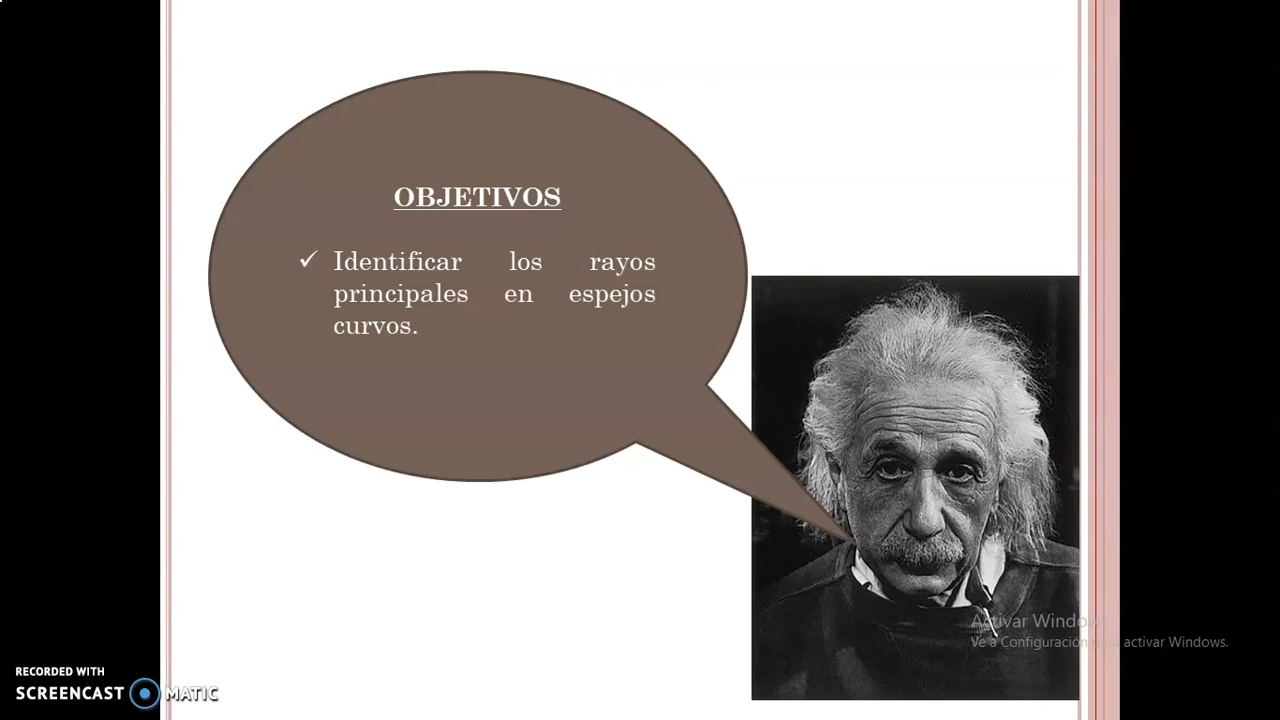 OBJETIVOS
✓ Identificar los rayos
principales en espejos
curvos.
Activar Windows
Ve a Configuración para activar Windows.
RECORDED WITH
SCREENCAST MATIC